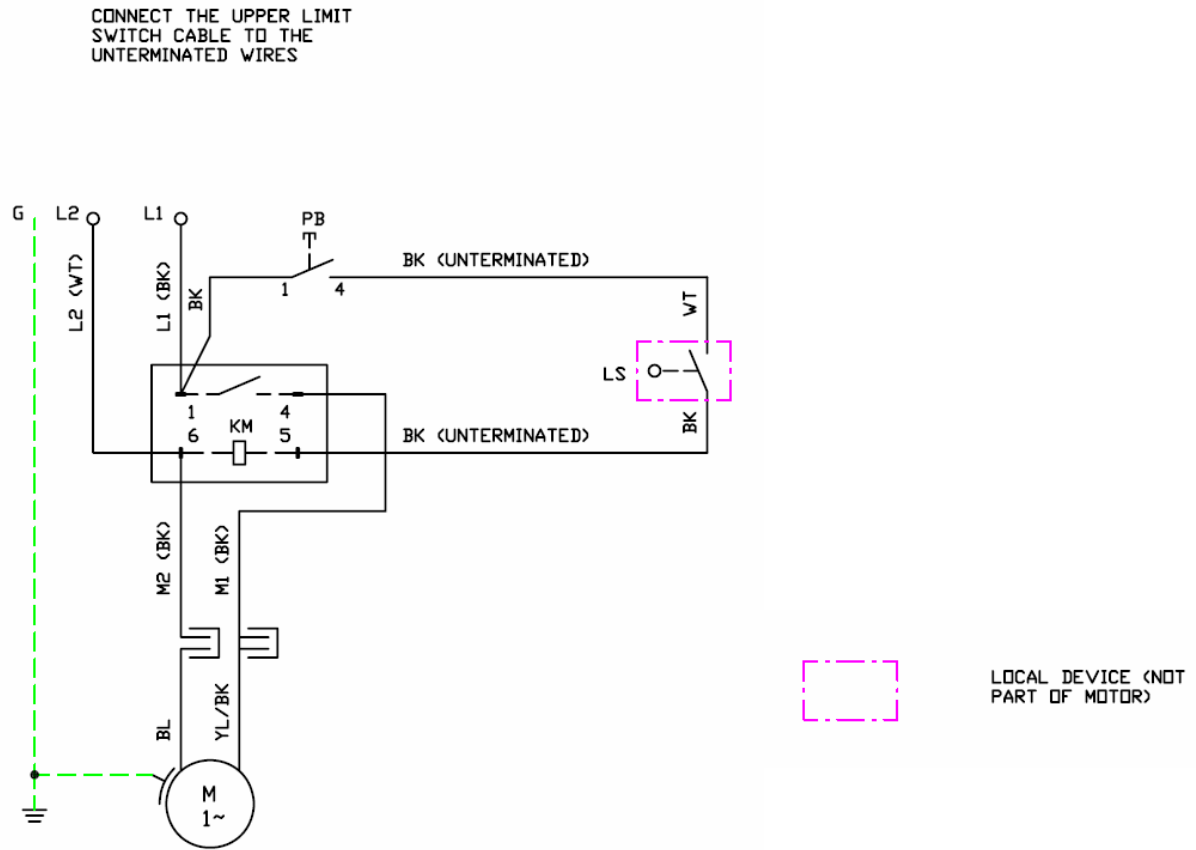 CONNECT THE UPPER LIMIT
SWITCH CABLE TO THE
UNTERMINATED WIRES
G
L2
L1
PB
BK (UNTERMINATED)
L2 (WT)
L1 (BK)
BK
1
4
WT
LS
1
4
6
KM
5
BK (UNTERMINATED)
BK
M2 (BK)
M1 (BK)
LOCAL DEVICE (NOT
PART OF MOTOR)
BL
YL/BK
M
1~